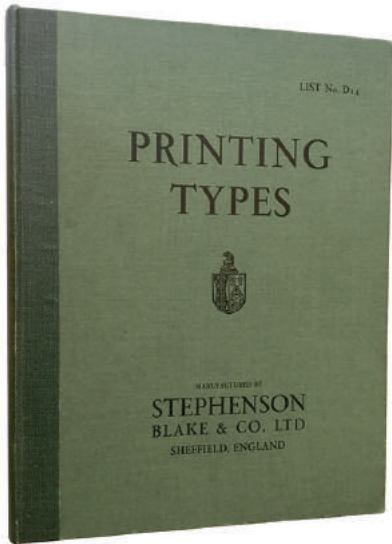 LIST No. D14
PRINTING
TYPES
MANUFACTURED BY
STEPHENSON
BLAKE & CO. LTD
SHEFFIELD, ENGLAND